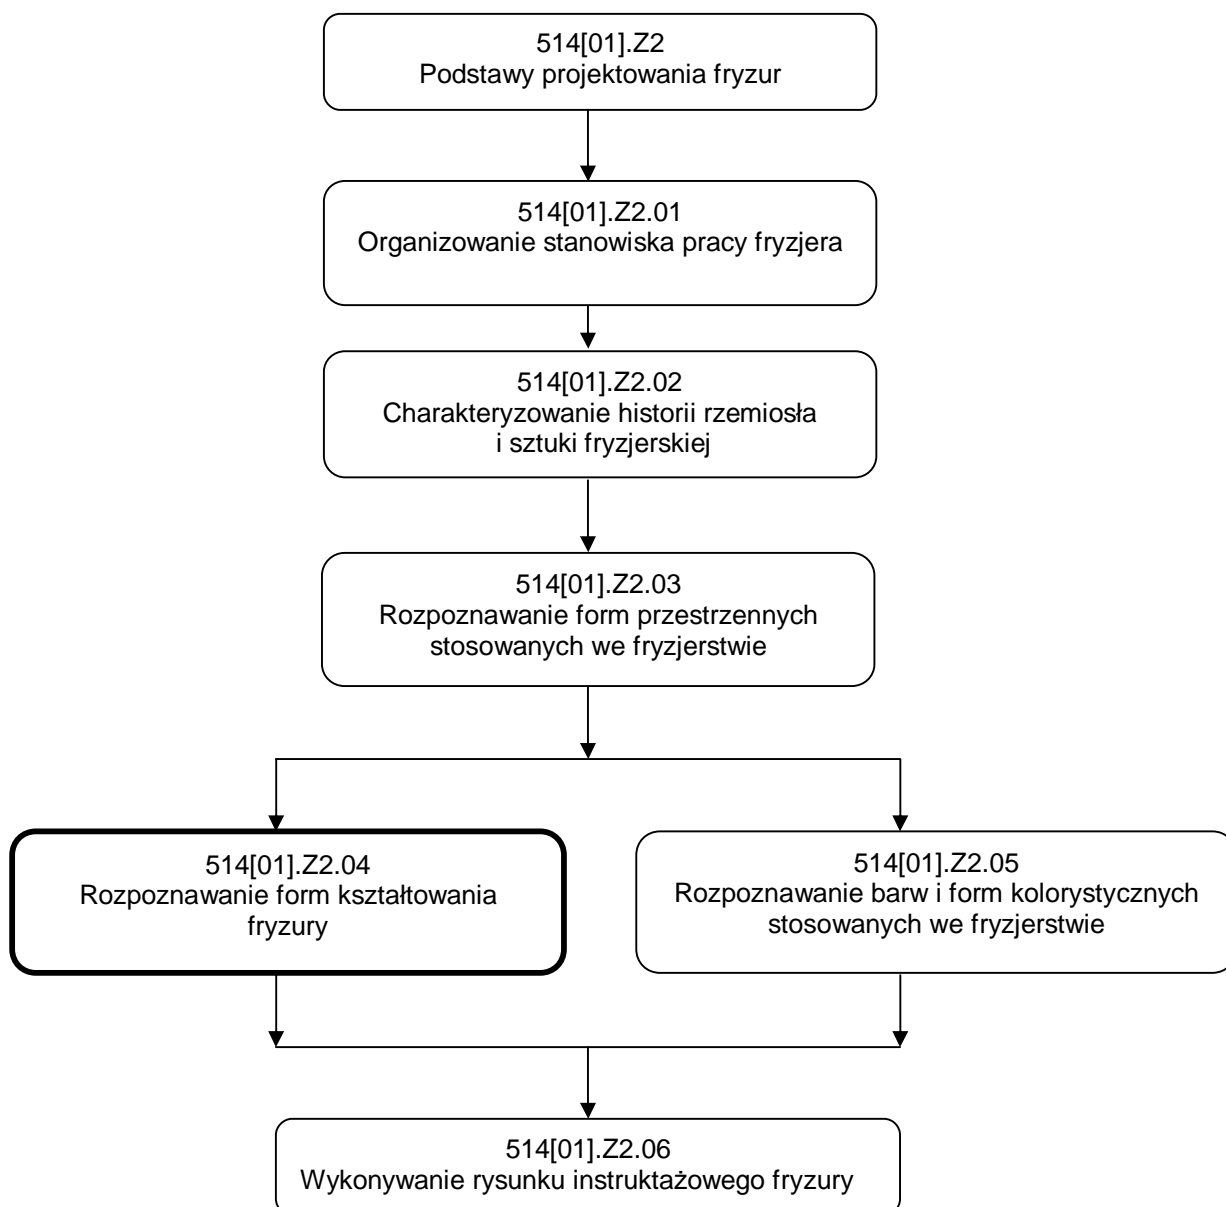 514[01].Z2
Podstawy projektowania fryzur
514[01].Z2.01
Organizowanie stanowiska pracy fryzjera
514[01].Z2.02
Charakteryzowanie historii rzemiosła
i sztuki fryzjerskiej
514[01].Z2.03
Rozpoznawanie form przestrzennych
stosowanych we fryzjerstwie
514[01].Z2.04
Rozpoznawanie form kształtowania
fryzury
514[01].Z2.05
Rozpoznawanie barw i form kolorystycznych
stosowanych we fryzjerstwie
514[01].Z2.06
Wykonywanie rysunku instruktażowego fryzury